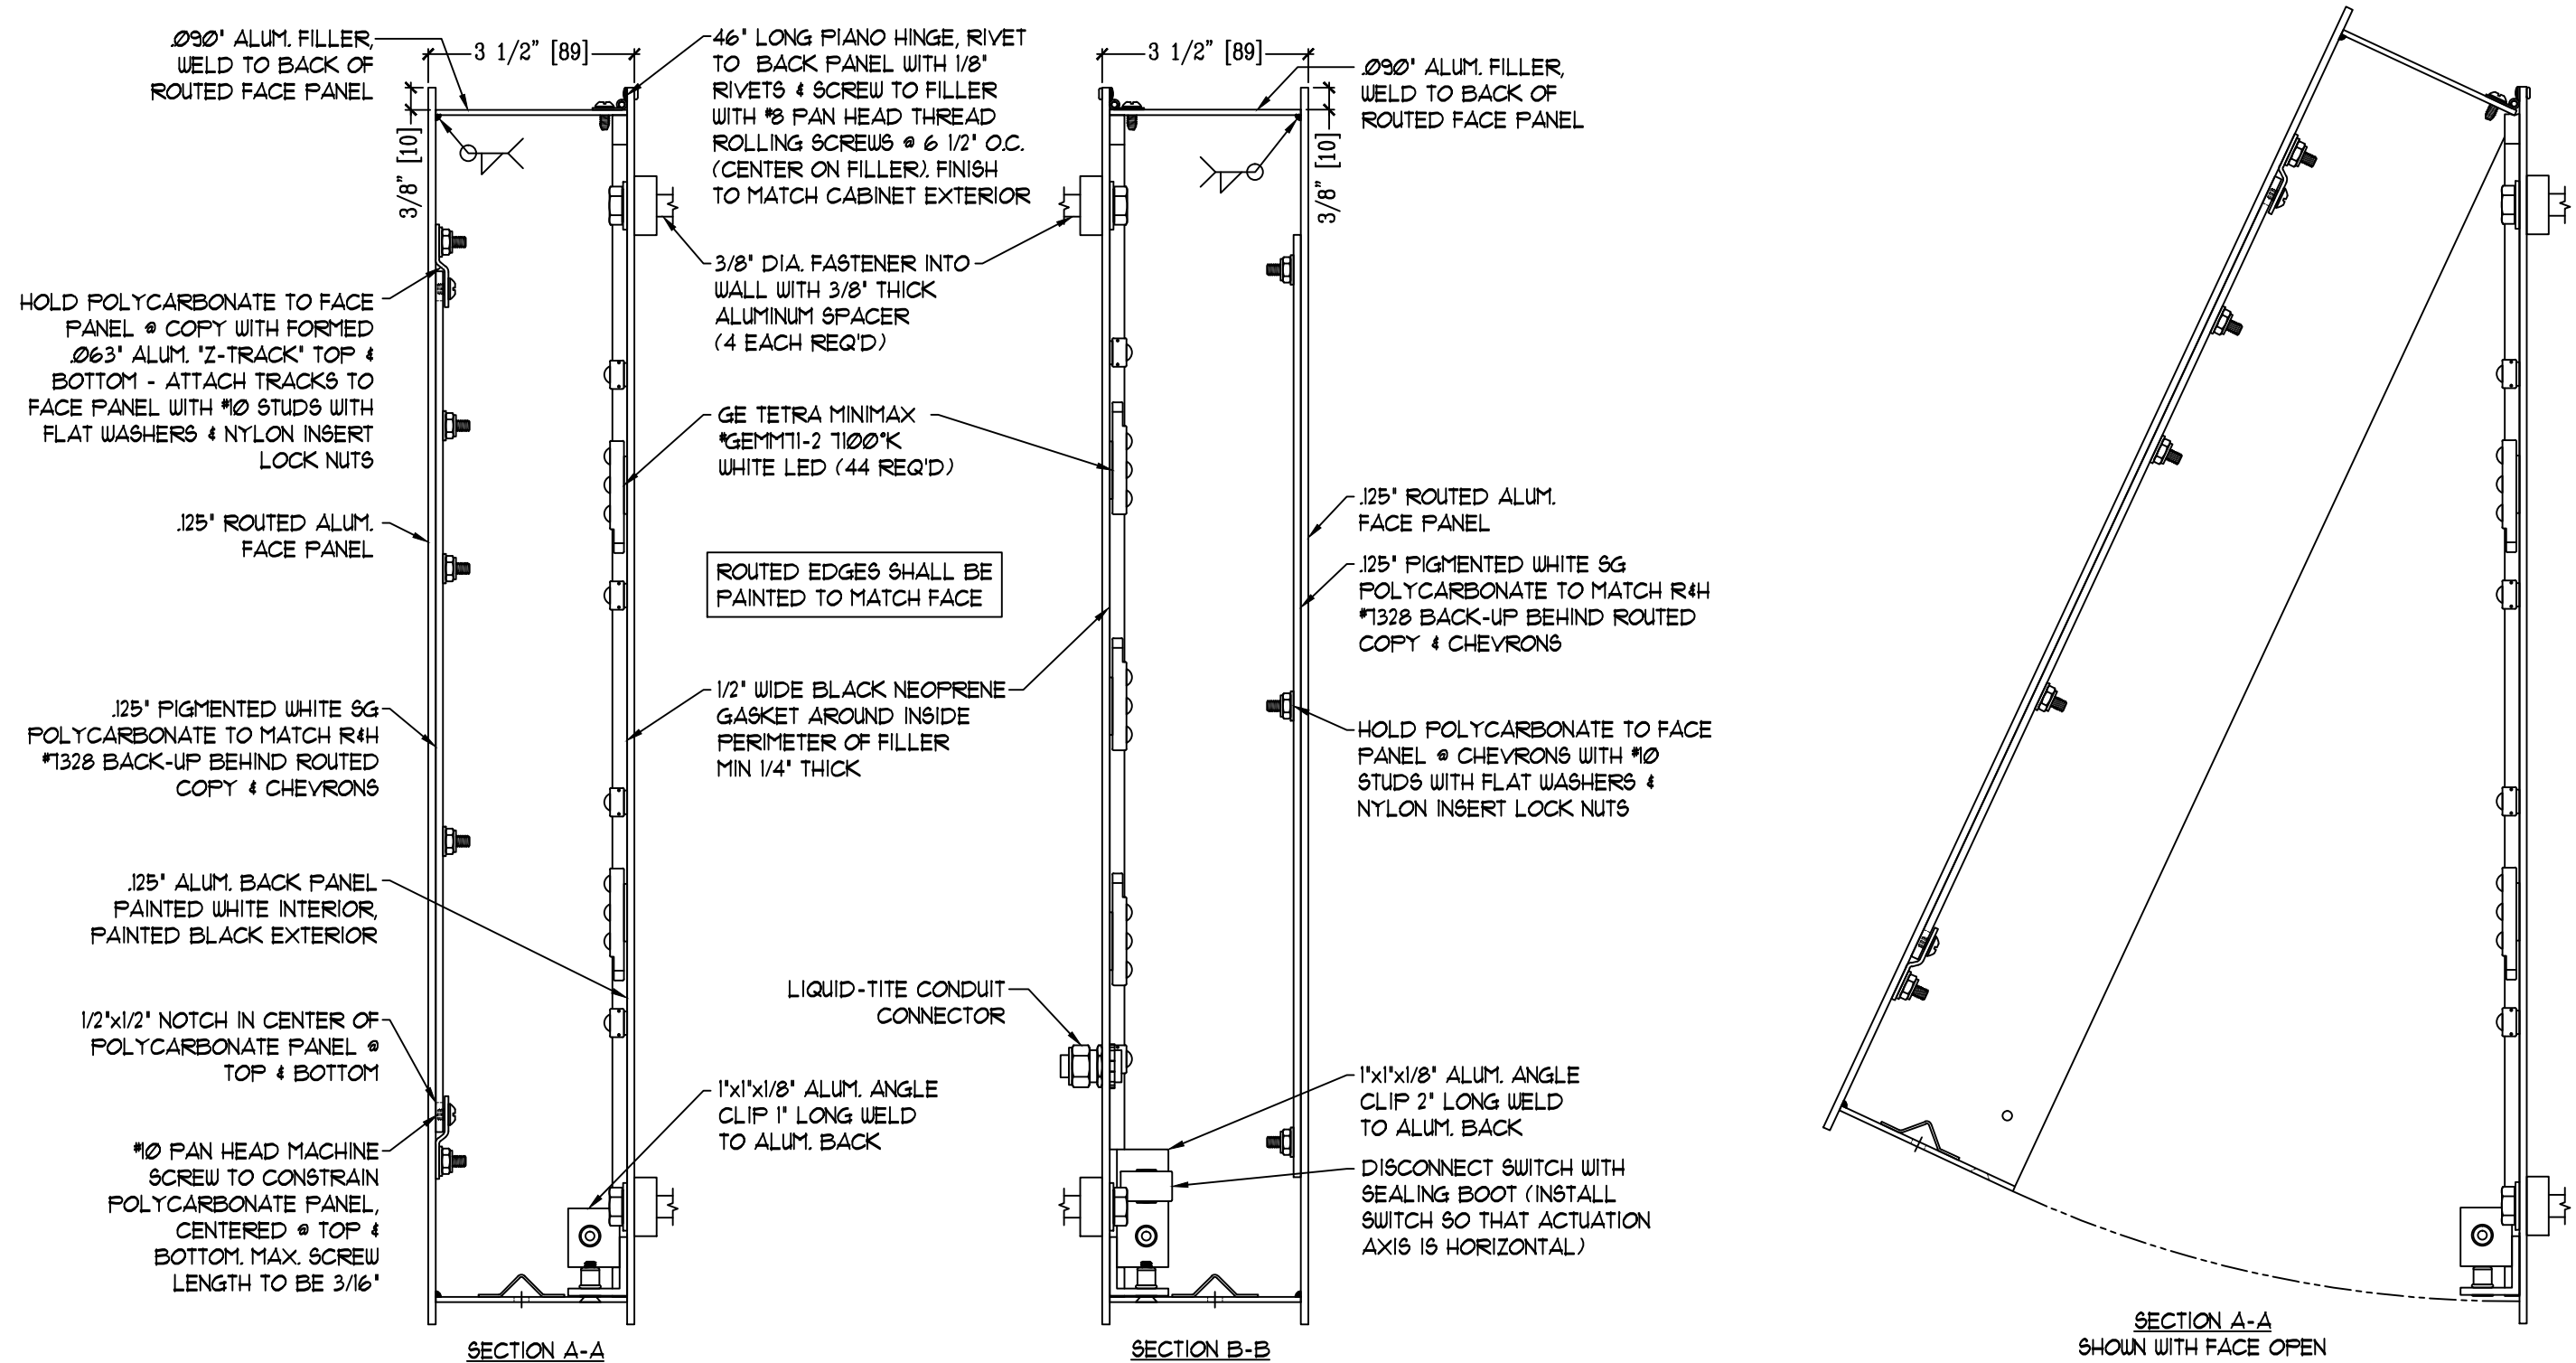 .090" ALUM. FILLER,
WELD TO BACK OF
ROUTED FACE PANEL
3 1/2" [89]
3/8" [10]
HOLD POLYCARBONATE TO FACE
PANEL @ COPY WITH FORMED
.063" ALUM. "Z-TRACK" TOP &
BOTTOM - ATTACH TRACKS TO
FACE PANEL WITH #10 STUDS WITH
FLAT WASHERS & NYLON INSERT
LOCK NUTS
.125" ROUTED ALUM.
FACE PANEL
.125" PIGMENTED WHITE SG
POLYCARBONATE TO MATCH R&H
#7328 BACK-UP BEHIND ROUTED
COPY & CHEVRONS
.125" ALUM. BACK PANEL
PAINTED WHITE INTERIOR,
PAINTED BLACK EXTERIOR
1/2"x1/2" NOTCH IN CENTER OF
POLYCARBONATE PANEL @
TOP & BOTTOM
#10 PAN HEAD MACHINE
SCREW TO CONSTRAIN
POLYCARBONATE PANEL,
CENTERED @ TOP &
BOTTOM. MAX. SCREW
LENGTH TO BE 3/16"
SECTION A-A
46" LONG PIANO HINGE, RIVET
TO BACK PANEL WITH 1/8"
RIVETS & SCREW TO FILLER
WITH #8 PAN HEAD THREAD
ROLLING SCREWS @ 6 1/2" O.C.
(CENTER ON FILLER). FINISH
TO MATCH CABINET EXTERIOR
3/8" DIA. FASTENER INTO
WALL WITH 3/8" THICK
ALUMINUM SPACER
(4 EACH REQ'D)
GE TETRA MINIMAX
#GEMM71-2 7100°K
WHITE LED (44 REQ'D)
ROUTED EDGES SHALL BE
PAINTED TO MATCH FACE
1/2" WIDE BLACK NEOPRENE
GASKET AROUND INSIDE
PERIMETER OF FILLER
MIN 1/4" THICK
LIQUID-TITE CONDUIT
CONNECTOR
1"x1"x1/8" ALUM. ANGLE
CLIP 1" LONG WELD
TO ALUM. BACK
3 1/2" [89]
3/8" [10]
.090" ALUM. FILLER,
WELD TO BACK OF
ROUTED FACE PANEL
.125" ROUTED ALUM.
FACE PANEL
.125" PIGMENTED WHITE SG
POLYCARBONATE TO MATCH R&H
#7328 BACK-UP BEHIND ROUTED
COPY & CHEVRONS
HOLD POLYCARBONATE TO FACE
PANEL @ CHEVRONS WITH #10
STUDS WITH FLAT WASHERS &
NYLON INSERT LOCK NUTS
1"x1"x1/8" ALUM. ANGLE
CLIP 2" LONG WELD
TO ALUM. BACK
DISCONNECT SWITCH WITH
SEALING BOOT (INSTALL
SWITCH SO THAT ACTUATION
AXIS IS HORIZONTAL)
SECTION B-B
SECTION A-A
SHOWN WITH FACE OPEN